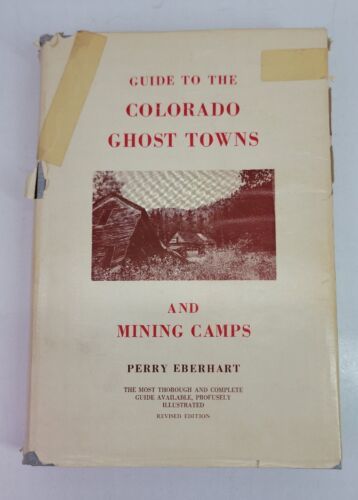 GUIDE TO THE
COLORADO
GHOST TOWNS
AND
MINING CAMPS
PERRY EBERHART
THE MOST THOROUGH AND COMPLETE
GUIDE AVAILABLE, PROFUSELY
ILLUSTRATED
REVISED EDITION